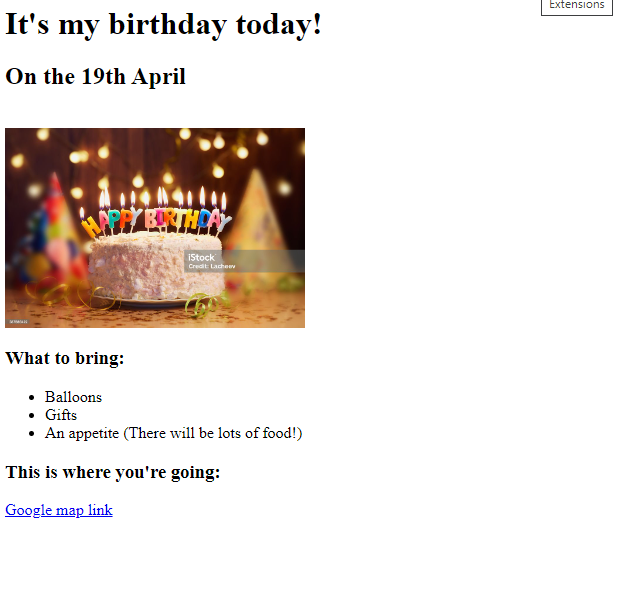 Extensions
It's my birthday today!
On the 19th April
HAPPY BIRTHDAY
iStock
Credit: Lacheev
What to bring:
Balloons
Gifts
An appetite (There will be lots of food!)
This is where you're going:
Google map link